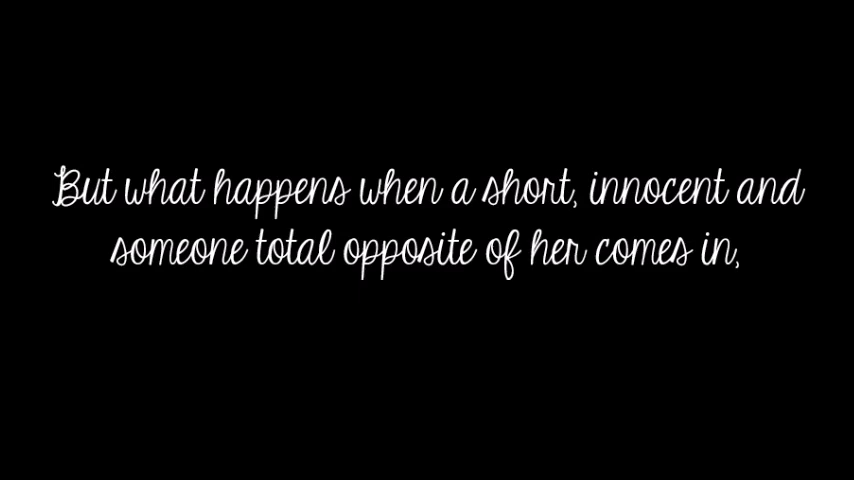 But what happens when a short, innocent and
someone total opposite of her comes in,